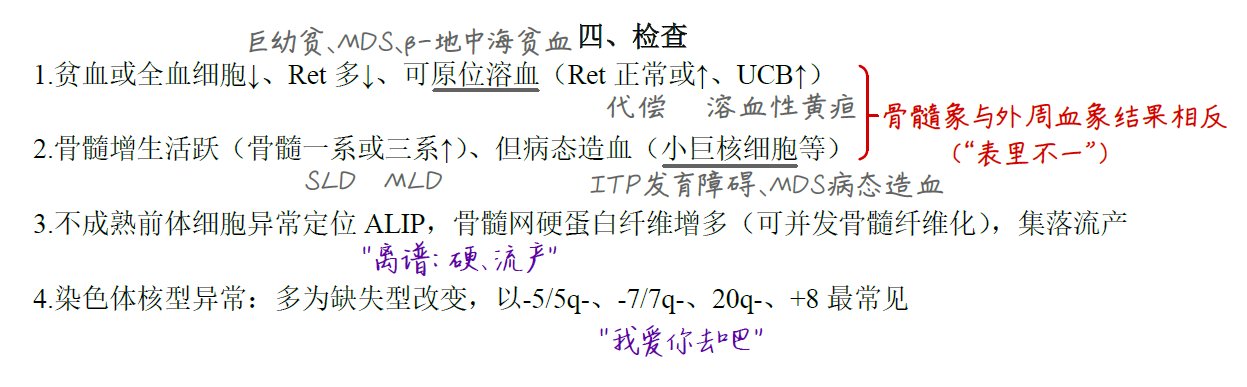 四、检查
巨幼贫、MDS、β-地中海贫血
1.贫血或全血细胞↓、Ret 多↓、可原位溶血（Ret 正常或↑、UCB↑）
代偿 溶血性黄疸
骨髓象与外周血象结果相反
（“表里不一”）
2.骨髓增生活跃（骨髓一系或三系↑）、但病态造血（小巨核细胞等）
SLD MLD
ITP发育障碍、MDS病态造血
3.不成熟前体细胞异常定位 ALIP，骨髓网硬蛋白纤维增多（可并发骨髓纤维化），集落流产
"离谱：硬、流产"
4.染色体核型异常：多为缺失型改变，以-5/5q-、-7/7q-、20q-、+8 最常见
"我爱你去吧"